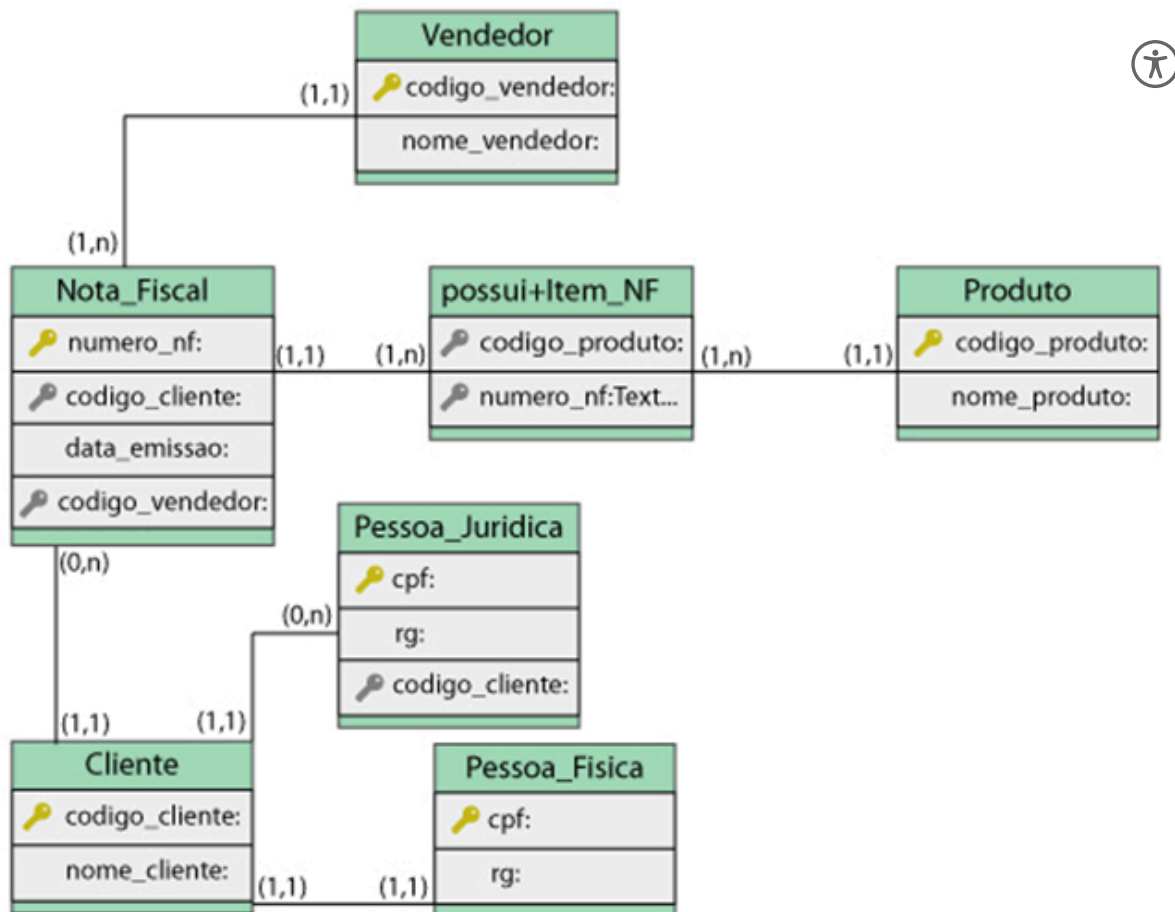 Vendedor
codigo_vendedor:
nome_vendedor:
(1,1)
(1,n)
Nota_Fiscal
numero_nf:
codigo_cliente:
data_emissao:
codigo_vendedor:
(1,1)
(1,n)
possui+Item_NF
codigo_produto:
numero_nf:Text...
(1,n)
(1,1)
Produto
codigo_produto:
nome_produto:
(0,n)
(1,1)
Pessoa_Juridica
cpf:
rg:
codigo_cliente:
(0,n)
(1,1)
Cliente
codigo_cliente:
nome_cliente:
(1,1)
(1,1)
Pessoa_Fisica
cpf:
rg: